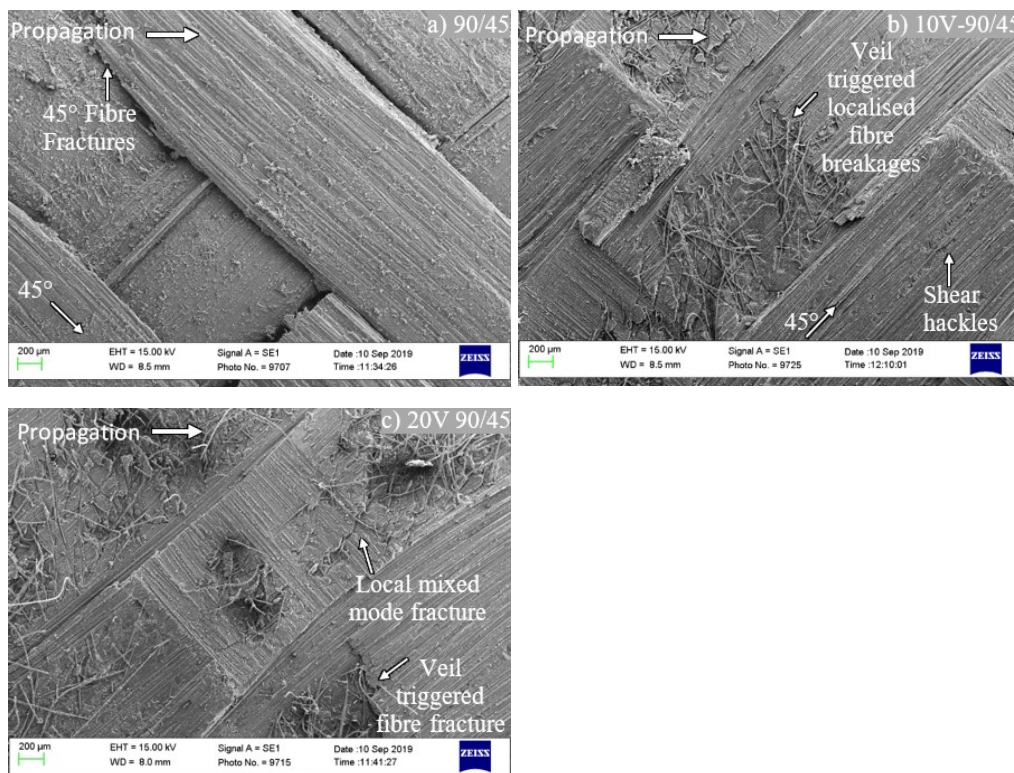 a) 90/45
Propagation
45° Fibre
Fractures
45°
200 µm
EHT = 15.00 kV
Signal A = SE1
Date :10 Sep 2019
WD = 8.5 mm
Photo No. = 9707
Time :11:34:26
ZEISS
b) 10V-90/45
Propagation
Veil
triggered
localised
fibre
breakages
Shear
hackles
45°
200 µm
EHT = 15.00 kV
Signal A = SE1
Date :10 Sep 2019
WD = 8.5 mm
Photo No. = 9725
Time :12:10:01
ZEISS
c) 20V 90/45
Propagation
Local mixed
mode fracture
Veil
triggered
fibre fracture
200 µm
EHT = 15.00 kV
Signal A = SE1
Date :10 Sep 2019
WD = 8.0 mm
Photo No. = 9715
Time :11:41:27
ZEISS